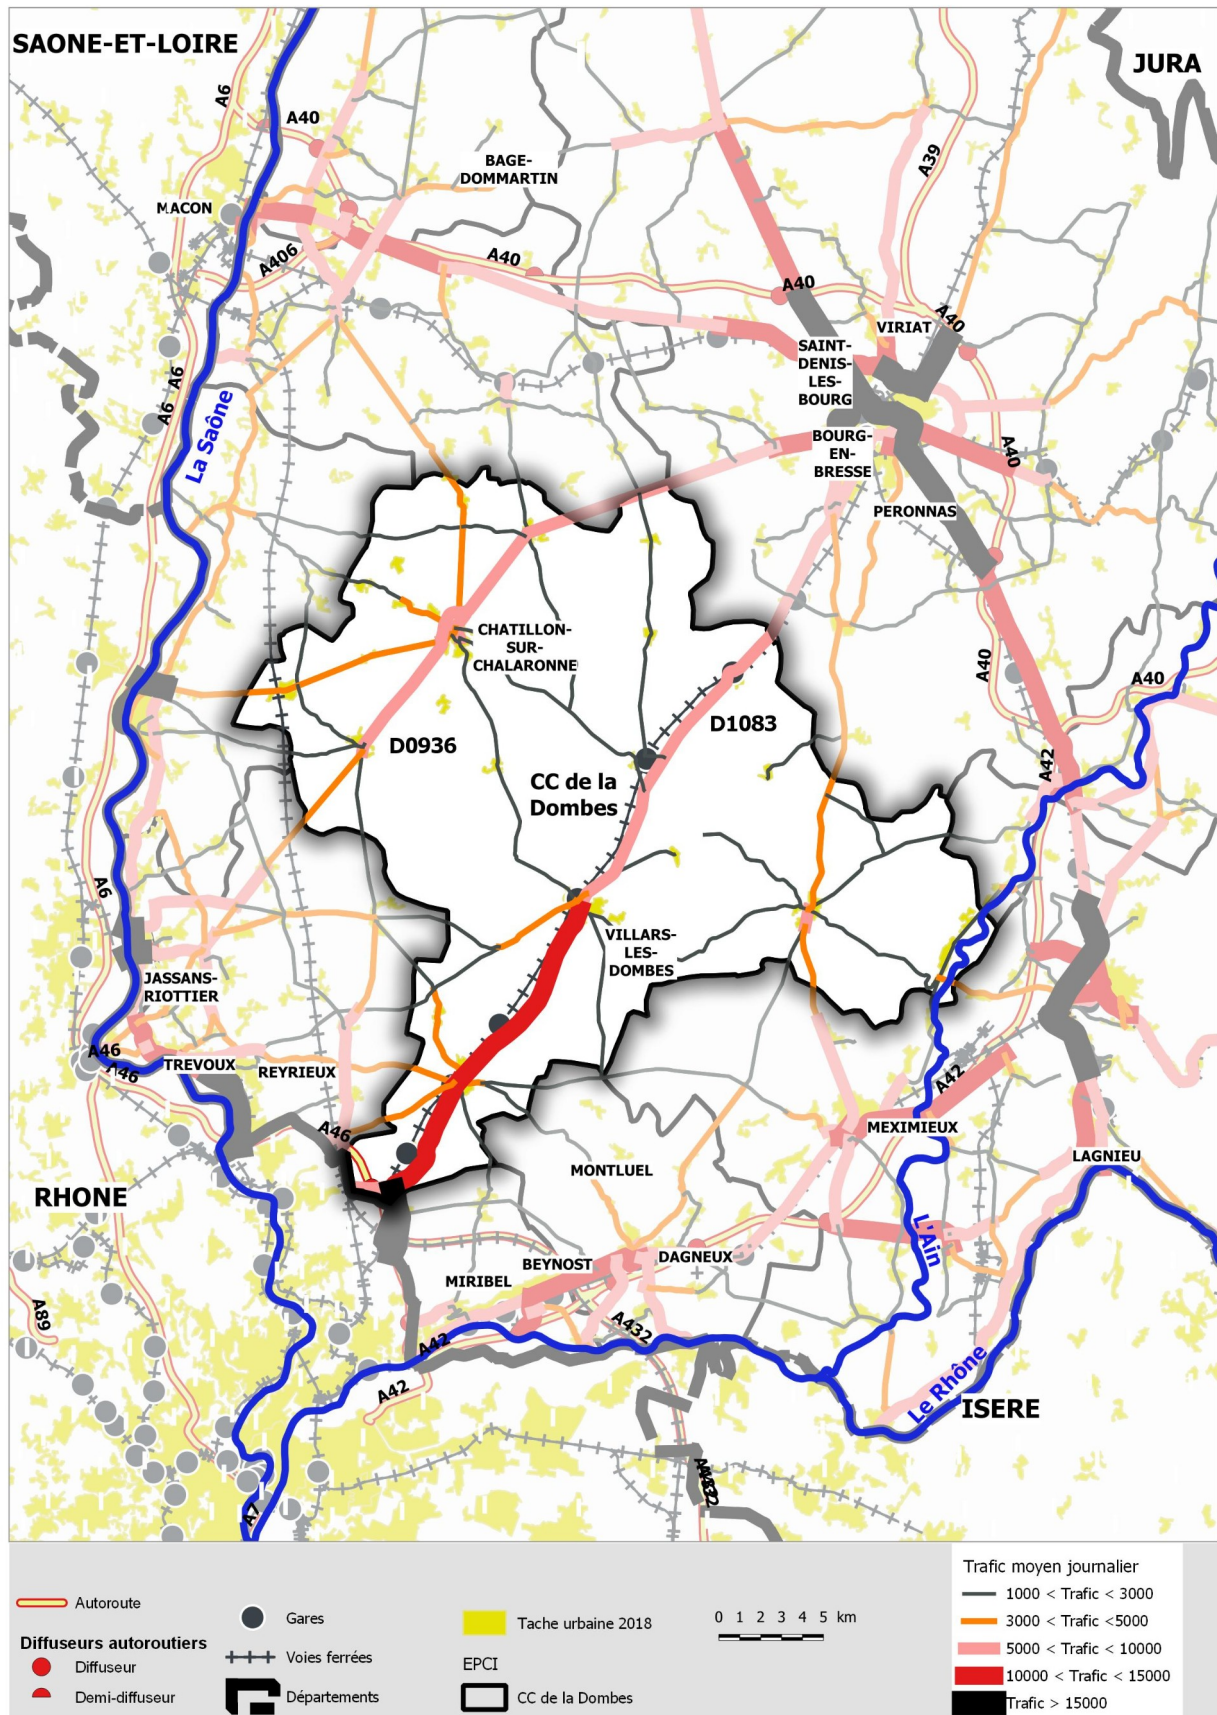 SAONE-ET-LOIRE
JURA
A6
A40
A39
BAGE-
DOMMARTIN
MACON
A406
A40
A40
A40
VIRIAT
SAINT-
DENIS-
LES-
BOURG
A6
A6
La Saône
BOURG-
EN-
BRESSE
A40
PERONNAS
CHATILLON-
SUR-
CHALARONNE
A40
A40
D0936
D1083
CC de la
Dombes
A42
A6
VILLARS-
LES-
DOMBES
JASSANS-
RIOTTIER
A46
A46
TREVOUX
REYRIEUX
A42
A46
MEXIMIEUX
MONTLUEL
LAGNIEU
RHONE
L'Ain
DAGNEUX
BEYNOST
MIRIBEL
A89
A432
A42
A42
Le Rhône
ISERE
A432
A7
Autoroute
Diffuseurs autoroutiers
Diffuseur
Demi-diffuseur
Gares
Voies ferrées
Départements
Tache urbaine 2018
EPCI
CC de la Dombes
0 1 2 3 4 5 km
Trafic moyen journalier
1000 < Trafic < 3000
3000 < Trafic <5000
5000 < Trafic < 10000
10000 < Trafic < 15000
Trafic > 15000